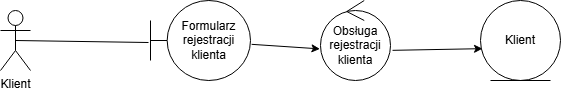 Klient
Formularz
rejestracji
klienta
Obsługa
rejestracji
klienta
Klient